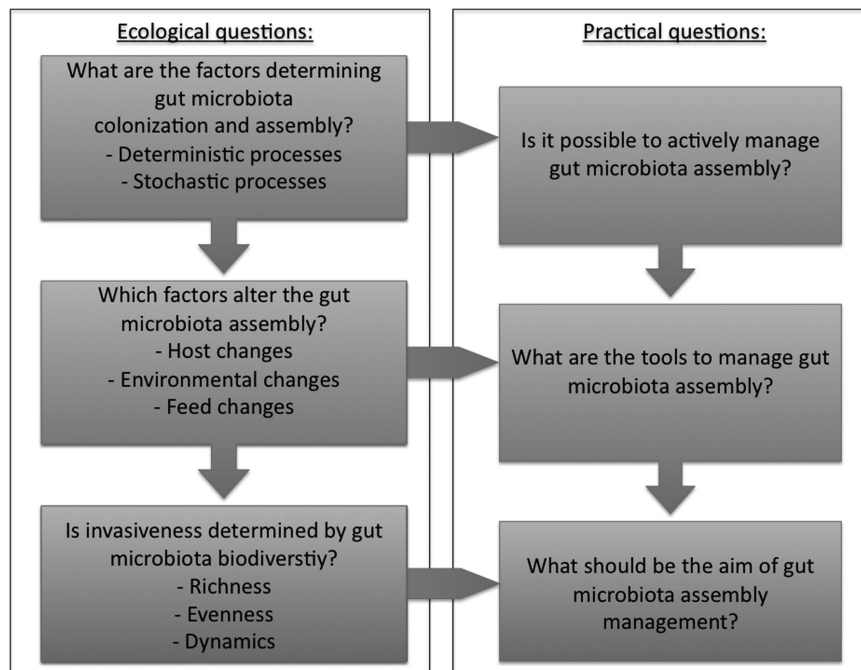 Ecological questions:
What are the factors determining
gut microbiota
colonization and assembly?
- Deterministic processes
- Stochastic processes
Which factors alter the gut
microbiota assembly?
- Host changes
- Environmental changes
- Feed changes
Is invasiveness determined by gut
microbiota biodiverstiy?
- Richness
- Evenness
- Dynamics
Practical questions:
Is it possible to actively manage
gut microbiota assembly?
What are the tools to manage gut
microbiota assembly?
What should be the aim of gut
microbiota assembly
management?